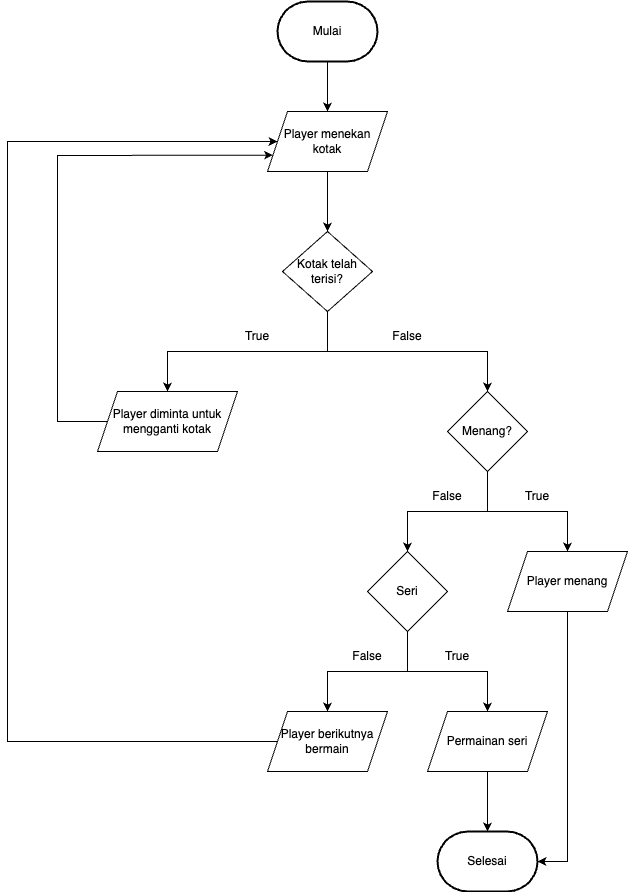 Mulai
Player menekan
kotak
Kotak telah
terisi?
True
False
Player diminta untuk
mengganti kotak
Menang?
False
True
Seri
Player menang
False
True
Player berikutnya
bermain
Permainan seri
Selesai